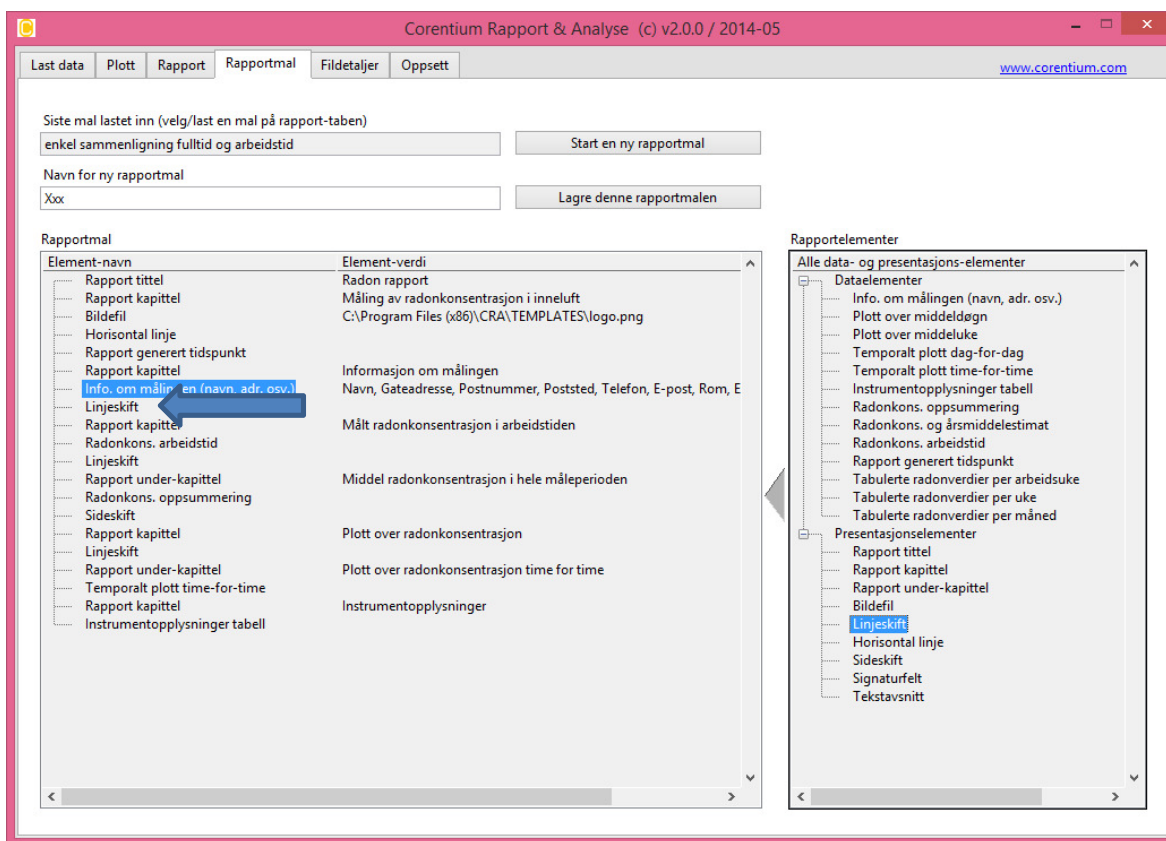 Corentium Rapport & Analyse (c) v2.0.0 / 2014-05
Last data Plott Rapport Rapportmal Fildetaljer Oppsett www.corentium.com
Siste mal lastet inn (velg/last en mal på rapport-taben)
enkel sammenligning fulltid og arbeidstid Start en ny rapportmal
Navn for ny rapportmal
Xxx Lagre denne rapportmalen
Rapportmal
Element-navn Element-verdi
Rapport tittel Radon rapport
Rapport kapittel Måling av radonkonsentrasjon i inneluft
Bildefil C:\Program Files (x86)\CRA\TEMPLATES\logo.png
Horisontal linje
Rapport generert tidspunkt
Rapport kapittel Informasjon om målingen
Info. om målingen (navn, adr. osv.) Navn, Gateadresse, Postnummer, Poststed, Telefon, E-post, Rom, E
Linjeskift
Rapport kapittel Målt radonkonsentrasjon i arbeidstiden
Radonkons. arbeidstid
Linjeskift
Rapport under-kapittel Middel radonkonsentrasjon i hele måleperioden
Radonkons. oppsummering
Sideskift
Rapport kapittel Plott over radonkonsentrasjon
Linjeskift
Rapport under-kapittel Plott over radonkonsentrasjon time for time
Temporalt plott time-for-time
Rapport kapittel Instrumentopplysninger
Instrumentopplysninger tabell
Rapportelementer
Alle data- og presentasjons-elementer
Dataelementer
Info. om målingen (navn, adr. osv.)
Plott over middeldøgn
Plott over middeluke
Temporalt plott dag-for-dag
Temporalt plott time-for-time
Instrumentopplysninger tabell
Radonkons. oppsummering
Radonkons. og årsmiddelestimat
Radonkons. arbeidstid
Rapport generert tidspunkt
Tabulerte radonverdier per arbeidsuke
Tabulerte radonverdier per uke
Tabulerte radonverdier per måned
Presentasjonselementer
Rapport tittel
Rapport kapittel
Rapport under-kapittel
Bildefil
Linjeskift
Horisontal linje
Sideskift
Signaturfelt
Tekstavsnitt